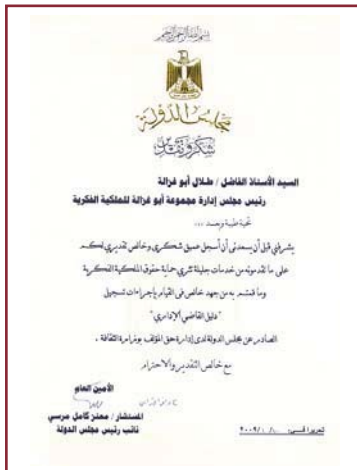 بسم الله الرحمن الرحيم
مجلس الدولة
شكر وتقدير
السيد الأستاذ الفاضل / طلال أبو غزالة
رئيس مجلس إدارة مجموعة أبو غزالة للملكية الفكرية
تحية طيبة وبعد ...
يشرفني قبل أن يسعدني أن أسجل عميق شكري وخالص تقديري لكم
على ما تقدمونه من خدمات جليلة تثري حماية حقوق الملكية الفكرية
وما قمتم به من جهد خالص في القيام بإجراءات تسجيل
"دليل القاضي الإداري"
الصادر عن مجلس الدولة لدى إدارة حق المؤلف بوزارة الثقافة ،
مع خالص التقدير والاحترام
الأمين العام
المستشار / معتز كامل مرسي
نائب رئيس مجلس الدولة
تحريرا في: